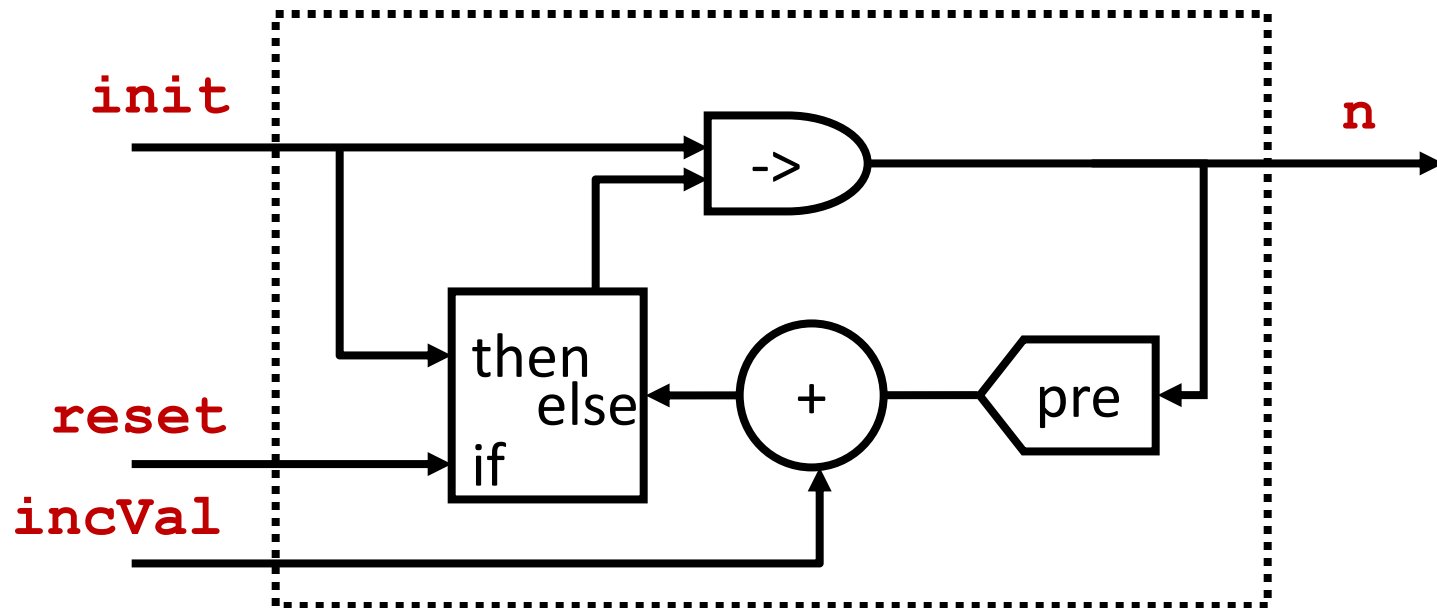 init
n
->
then
else
if
+
pre
reset
incVal